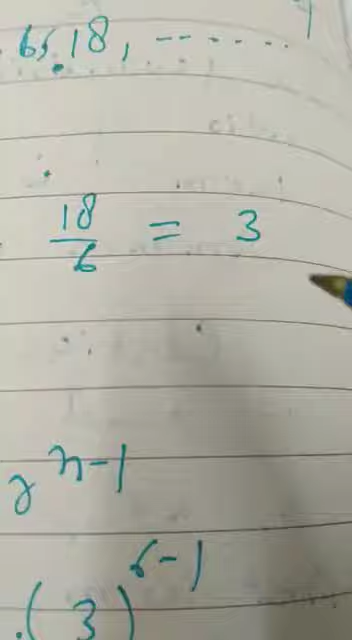 6, 18, ......
18/6 = 3
r^n-1
.(3)^6-1